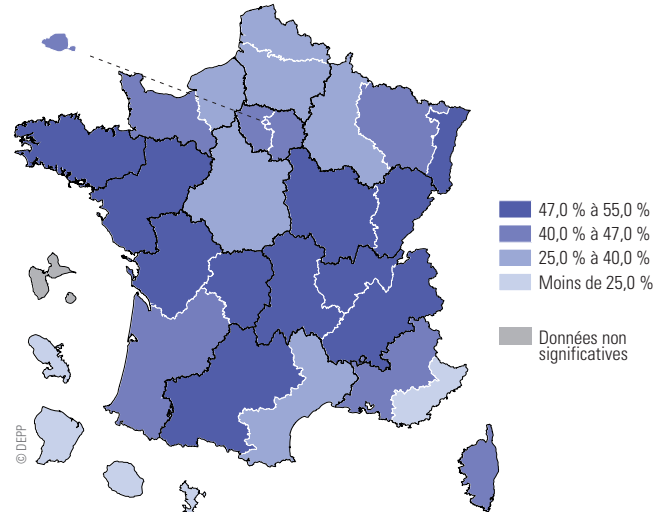 47,0 % à 55,0 %
40,0 % à 47,0 %
25,0 % à 40,0 %
Moins de 25,0 %
Données non
significatives
© DEPP